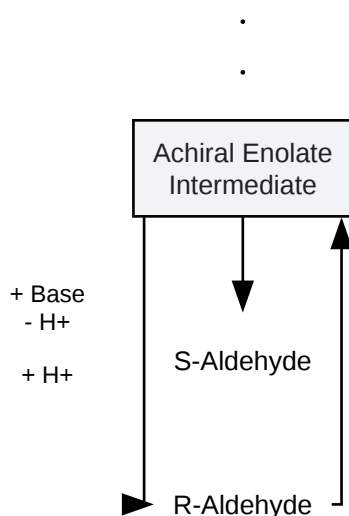 Achiral Enolate
Intermediate
+ Base
- H+
+ H+
S-Aldehyde
R-Aldehyde